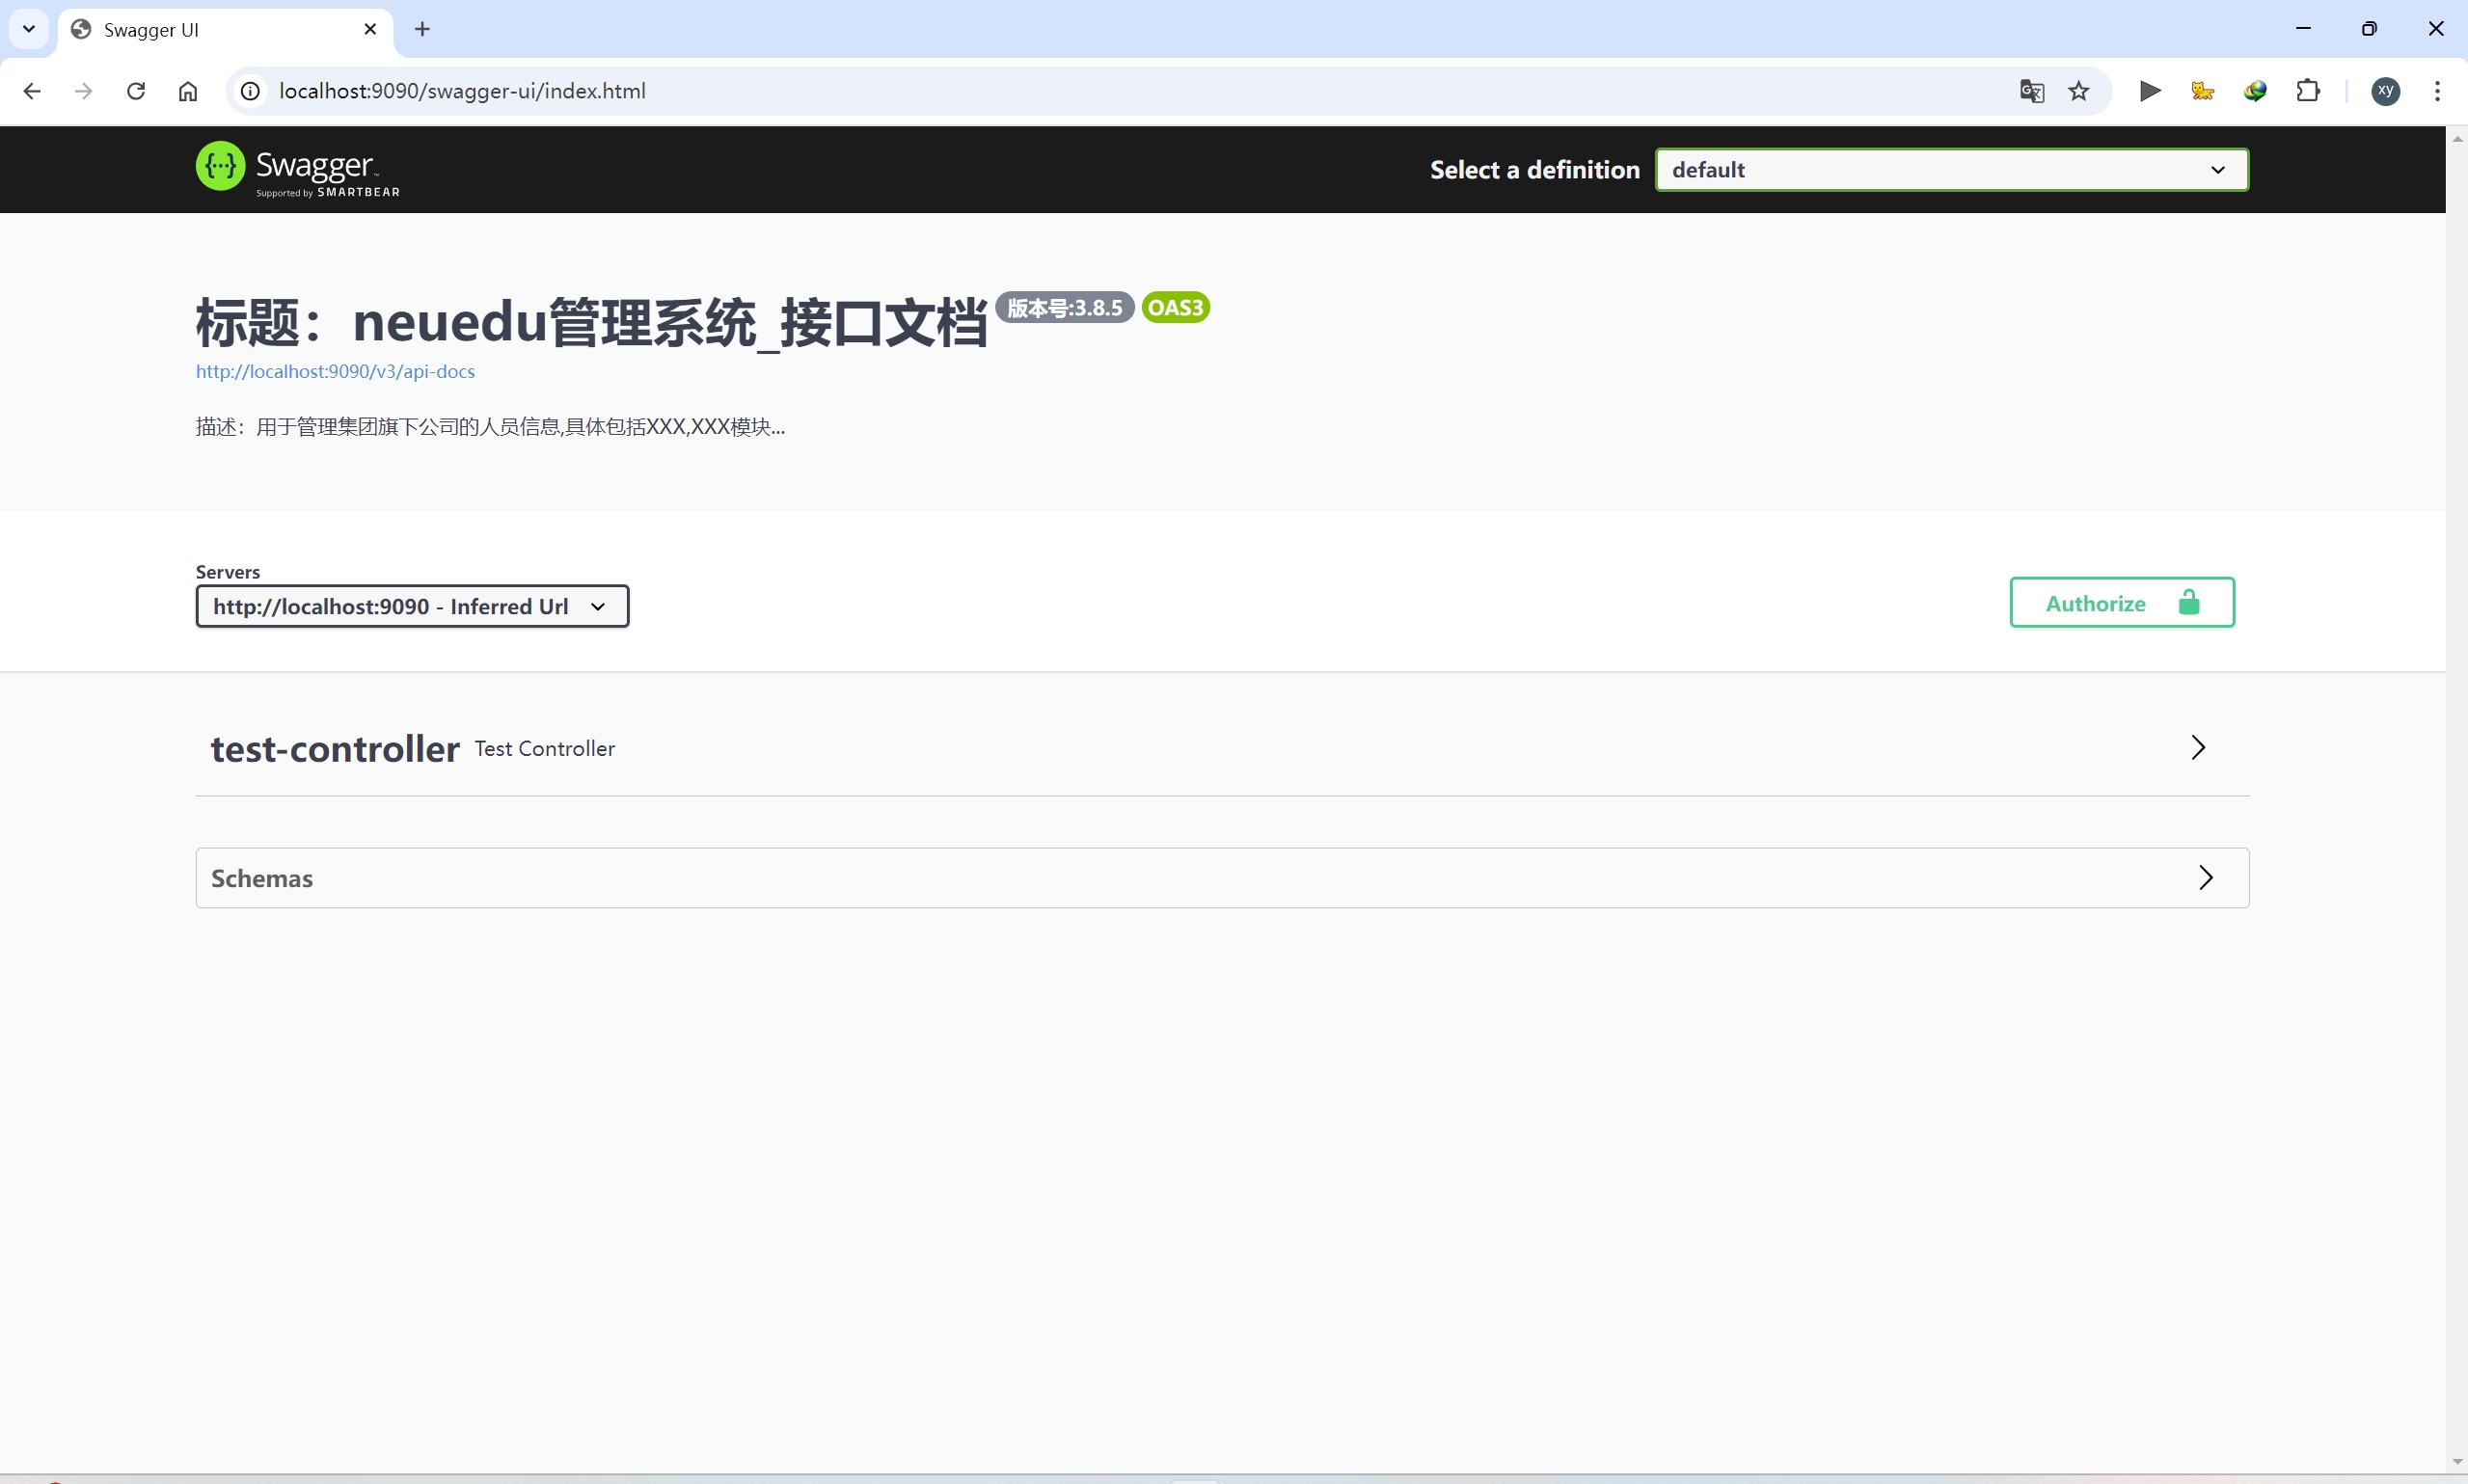 Swagger UI
localhost:9090/swagger-ui/index.html
xy
{···} Swagger™
Supported by SMARTBEAR
Select a definition
default
标题：neuedu管理系统_接口文档 版本号:3.8.5 OAS3
http://localhost:9090/v3/api-docs
描述：用于管理集团旗下公司的人员信息,具体包括XXX,XXX模块...
Servers
http://localhost:9090 - Inferred Url
Authorize
test-controller Test Controller
Schemas